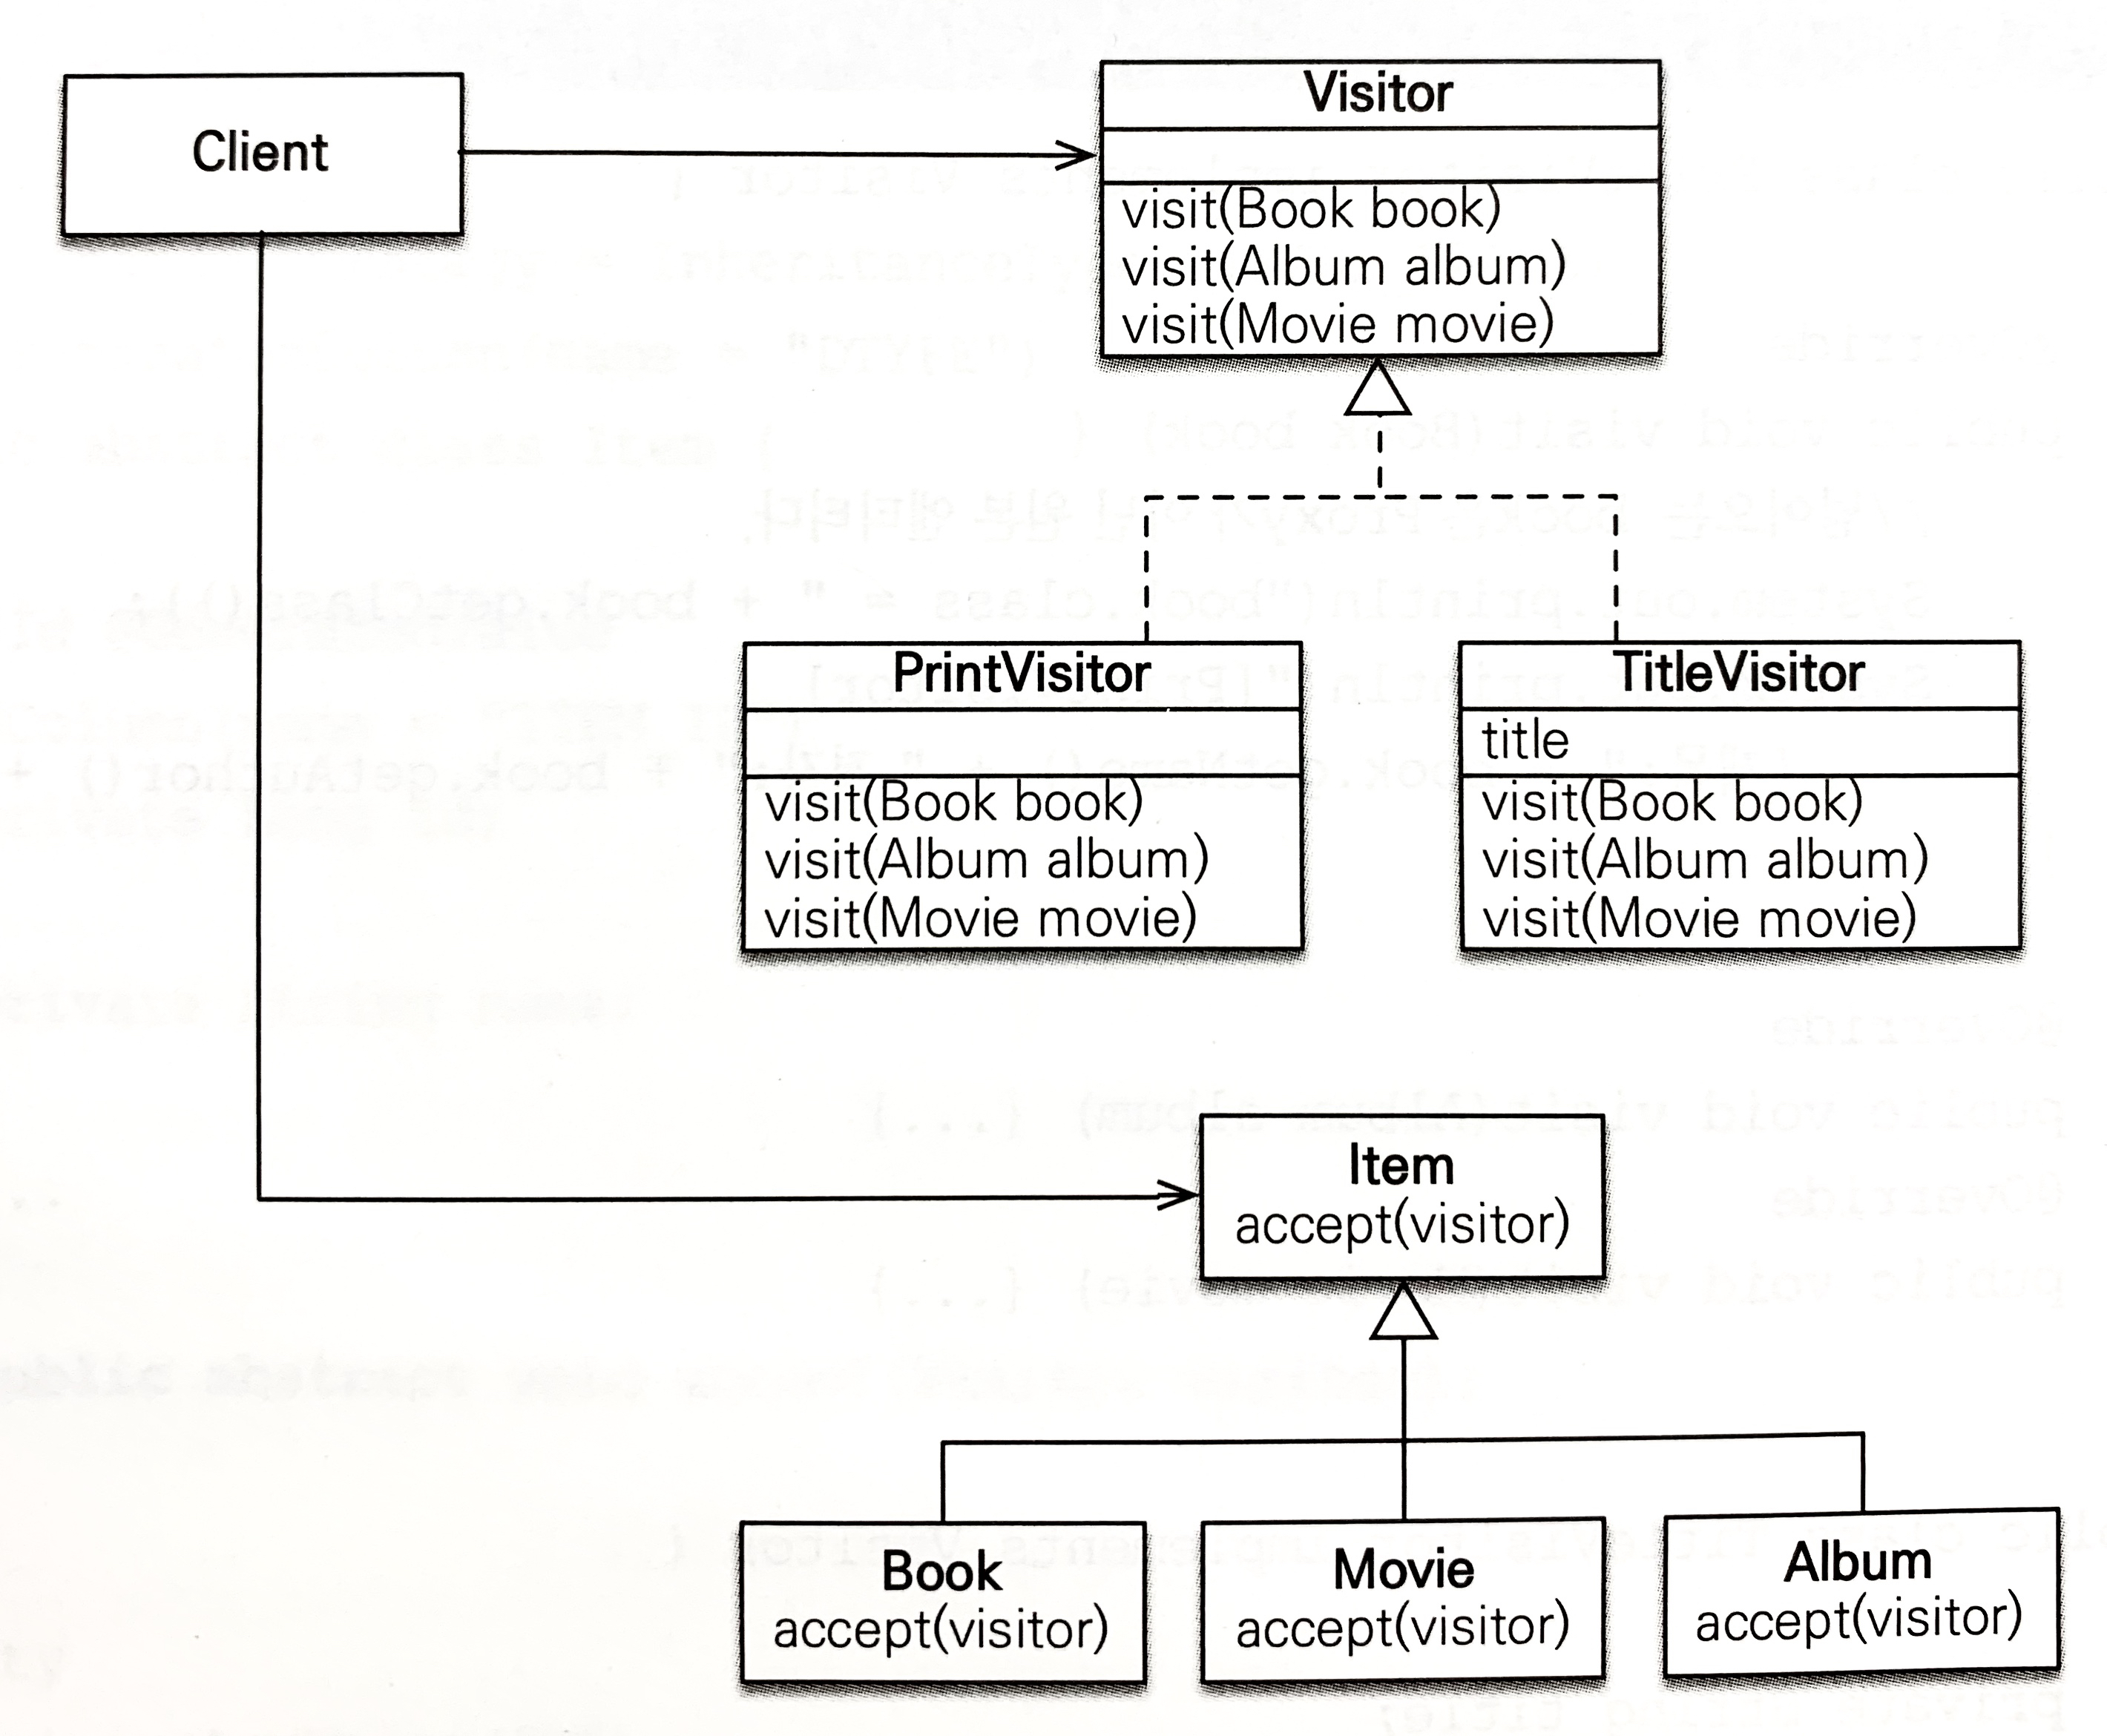 Client
Visitor
visit(Book book)
visit(Album album)
visit(Movie movie)
PrintVisitor
visit(Book book)
visit(Album album)
visit(Movie movie)
TitleVisitor
title
visit(Book book)
visit(Album album)
visit(Movie movie)
Item
accept(visitor)
Book
accept(visitor)
Movie
accept(visitor)
Album
accept(visitor)